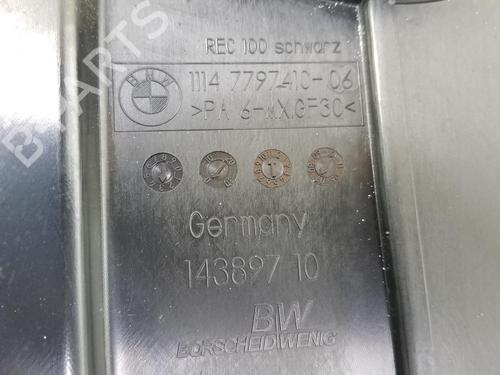 REC 100 schwarz
BMW
1114 7797410-06
>PA 6-MX.GF30<
Germany
143897 10
BW
BORSCHEIDWENIG